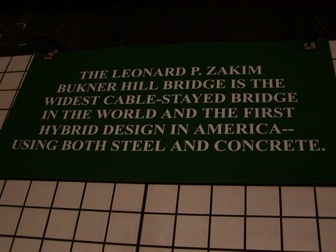 THE LEONARD P. ZAKIM
BUKNER HILL BRIDGE IS THE
WIDEST CABLE-STAYED BRIDGE
IN THE WORLD AND THE FIRST
HYBRID DESIGN IN AMERICA--
USING BOTH STEEL AND CONCRETE.